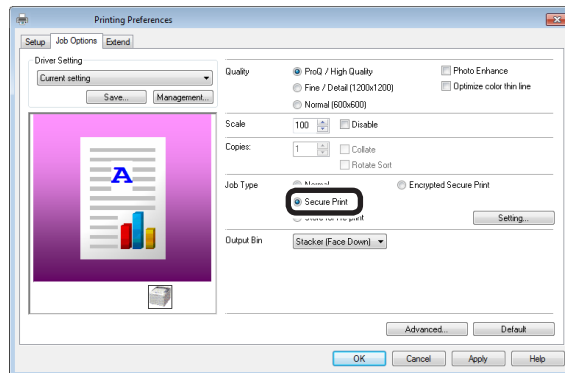 Printing Preferences
Setup Job Options Extend
Driver Setting
Current setting
Save... Management...
A
Quality
ProQ / High Quality
Photo Enhance
Fine / Detail (1200x1200)
Optimize color thin line
Normal (600x600)
Scale
100
Disable
Copies:
1
Collate
Rotate Sort
Job Type
Normal
Encrypted Secure Print
Secure Print
Setting...
Output Bin
Stacker (Face Down)
Advanced... Default
OK Cancel Apply Help